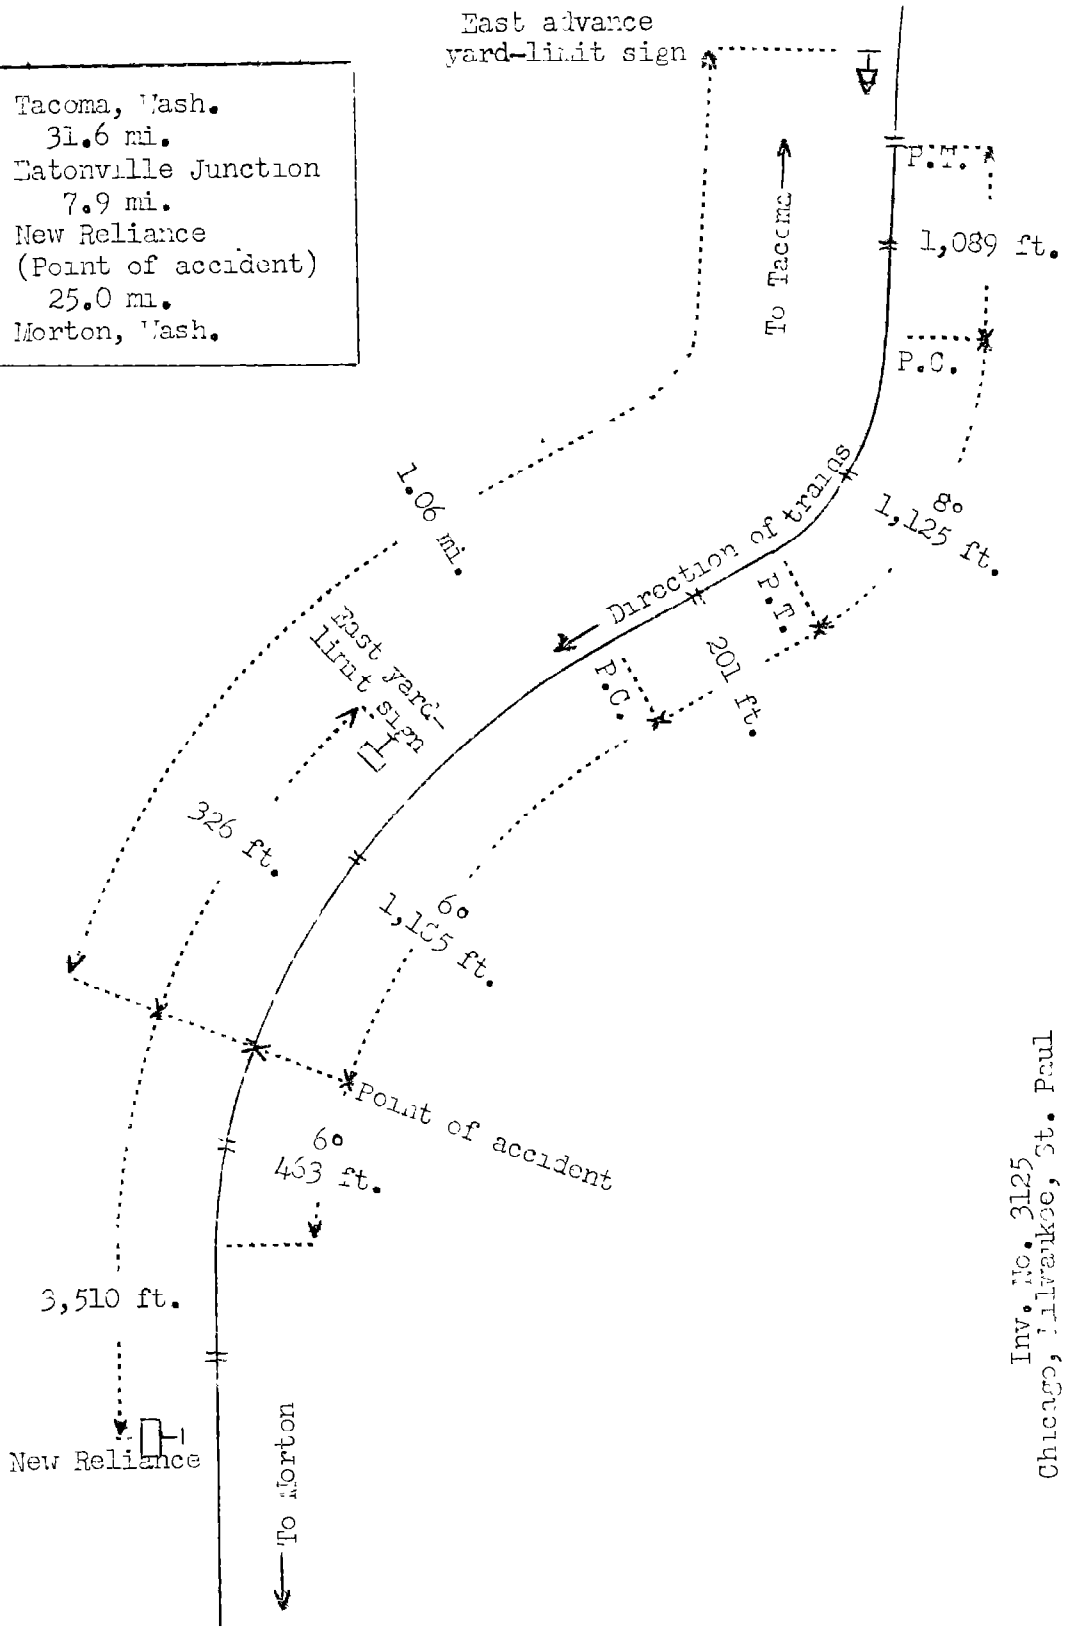 East advance
yard-limit sign
Tacoma, Wash.
31.6 mi.
Eatonville Junction
7.9 mi.
New Reliance
(Point of accident)
25.0 mi.
Morton, Wash.
To Tacoma
P.T.
1,089 ft.
P.C.
8°
1,125 ft.
Direction of trains
P.T.
201 ft.
P.C.
1.06 mi.
East yard-
limit sign
326 ft.
6°
ft.
Point of accident
6°
463 ft.
3,510 ft.
New Reliance
To Morton
Inv. No. 3125
Chicago, Milwaukee, St. Paul